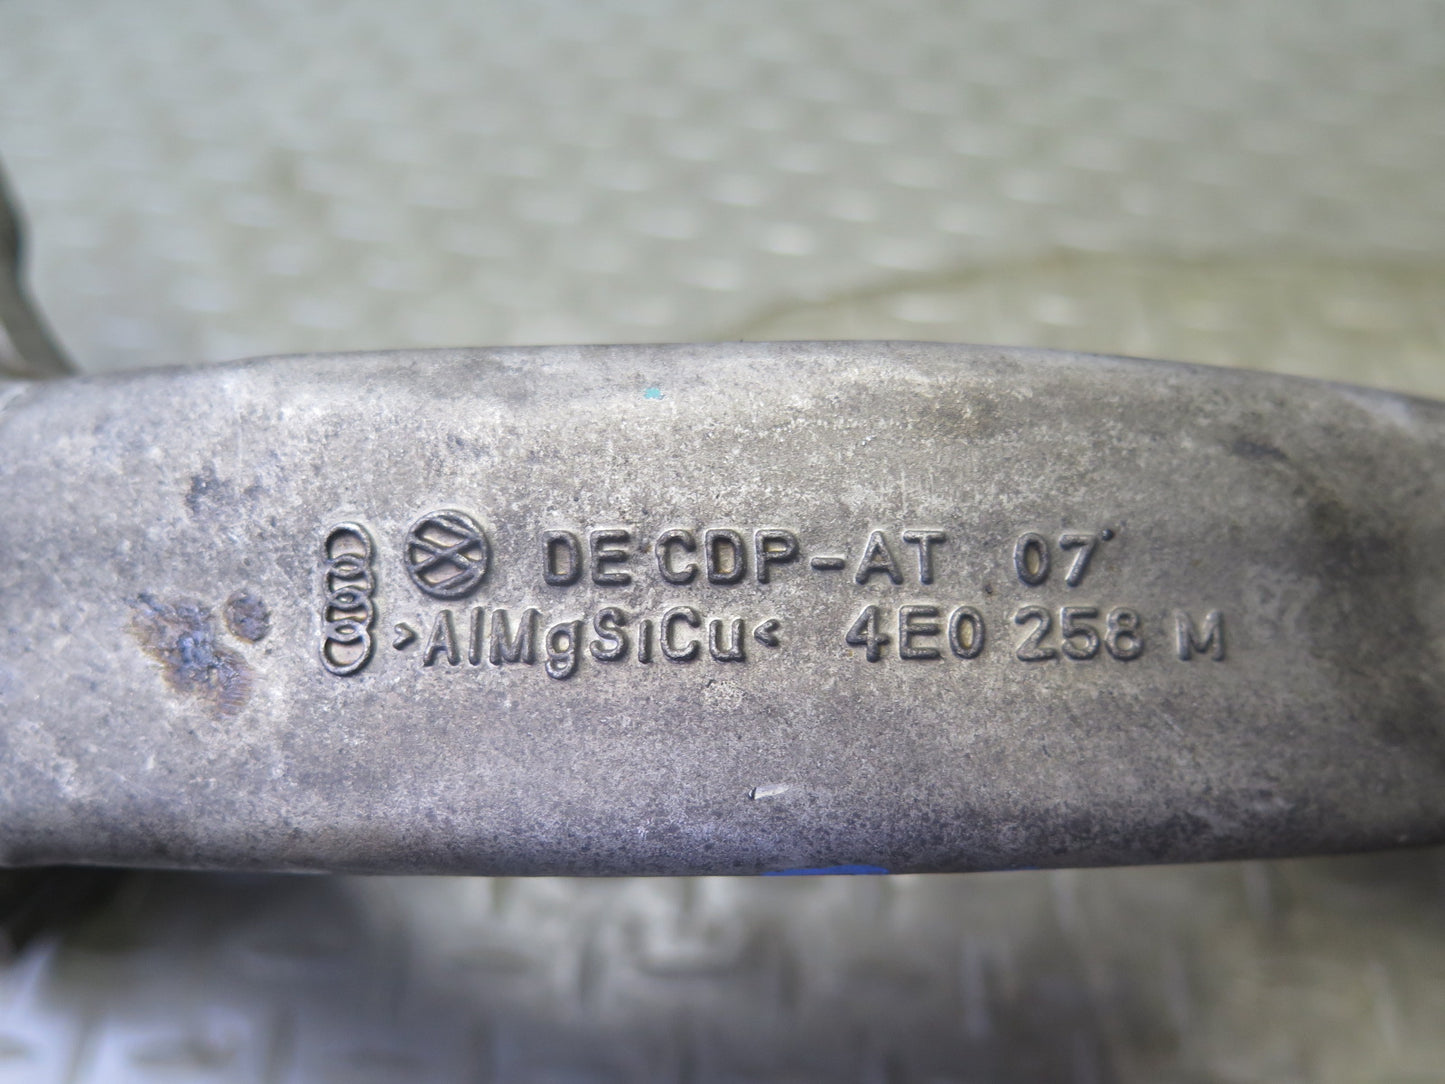 DE CDP-AT 07
>AlMgSiCu< 4E0 258 M